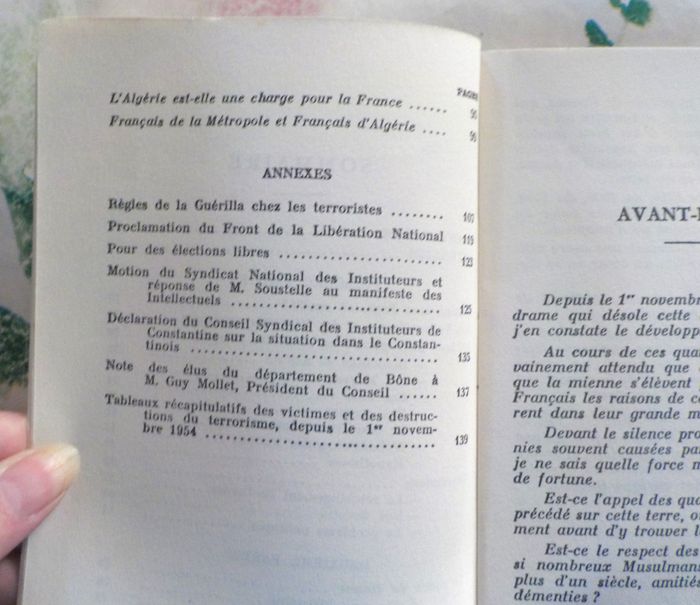 PAGES
L'Algérie est-elle une charge pour la France ......
Français de la Métropole et Français d'Algérie ....
ANNEXES
Règles de la Guérilla chez les terroristes ........
Proclamation du Front de la Libération National 115
Pour des élections libres .................. 123
Motion du Syndicat National des Instituteurs et
réponse de M. Soustelle au manifeste des
Intellectuels .............................. 125
Déclaration du Conseil Syndical des Instituteurs de
Constantine sur la situation dans le Constan-
tinois .................................... 135
Note des élus du département de Bône à
M. Guy Mollet, Président du Conseil ...... 137
Tableaux récapitulatifs des victimes et des destruc-
tions du terrorisme, depuis le 1er novem-
bre 1954 .................................. 139
AVANT-
Depuis le 1er novembre
drame qui désole cette
j'en constate le développ
Au cours de ces qua
vainement attendu que
que la mienne s'élèvent
Français les raisons de c
rent dans leur grande m
Devant le silence pro
nies souvent causées pa
je ne sais quelle force m
de fortune.
Est-ce l'appel des qua
précédé sur cette terre, o
ment avant d'y trouver l
Est-ce le respect des
si nombreux Musulmans
plus d'un siècle, amitiés
démenties ?